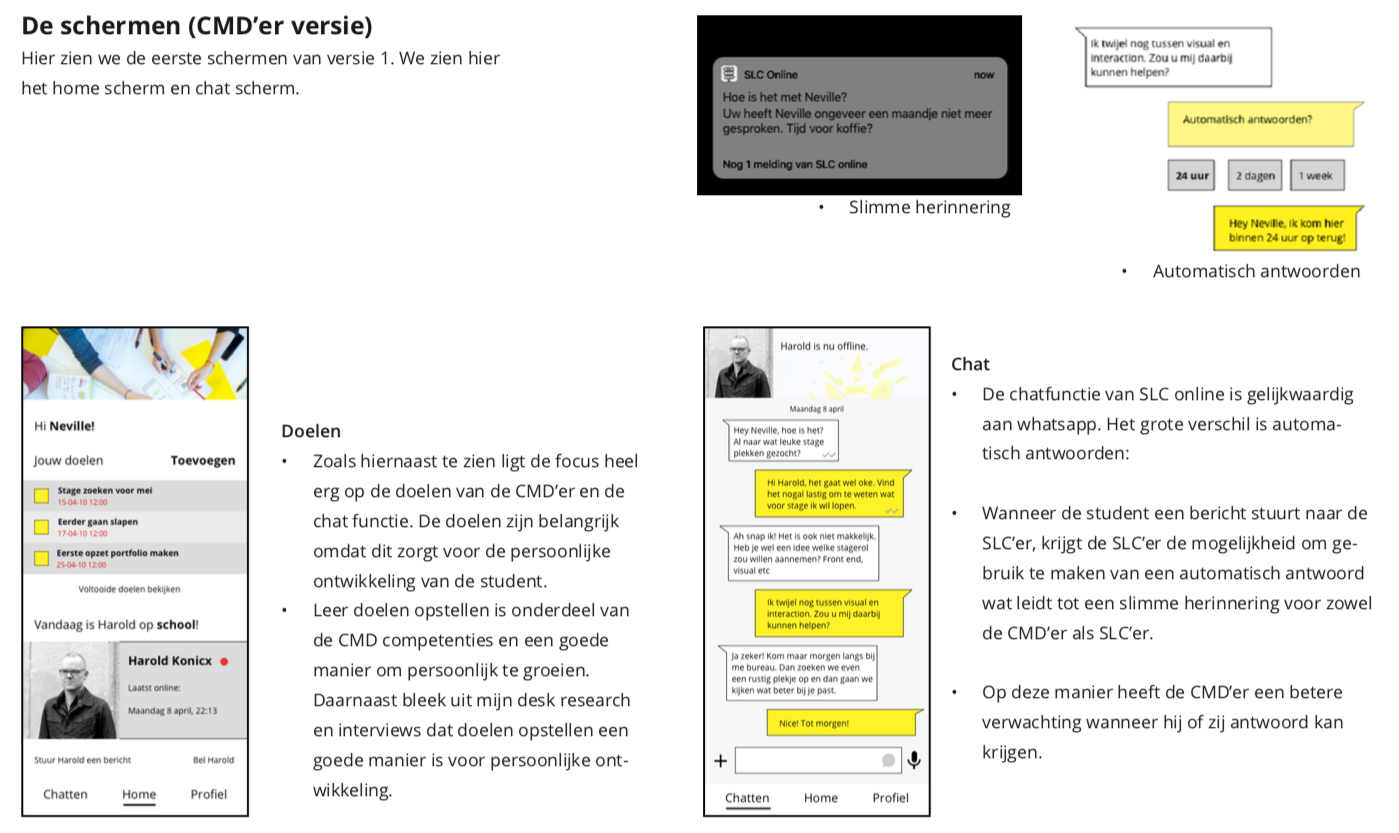 De schermen (CMD’er versie)
Hier zien we de eerste schermen van versie 1. We zien hier
het home scherm en chat scherm.
SLC Online
now
Hoe is het met Neville?
Uw heeft Neville ongeveer een maandje niet meer
gesproken. Tijd voor koffie?
Nog 1 melding van SLC online
• Slimme herinnering
Ik twijel nog tussen visual en
interaction. Zou u mij daarbij
kunnen helpen?
Automatisch antwoorden?
24 uur
2 dagen
1 week
Hey Neville, ik kom hier
binnen 24 uur op terug!
• Automatisch antwoorden
Hi Neville!
Jouw doelen
Toevoegen
Stage zoeken voor mei
15-04-10 12:00
Eerder gaan slapen
17-04-10 12:00
Eerste opzet portfolio maken
25-04-10 12:00
Voltooide doelen bekijken
Vandaag is Harold op school!
Harold Konicx
Laatst online:
Maandag 8 april, 22:13
Stuur Harold een bericht
Bel Harold
Chatten
Home
Profiel
Doelen
• Zoals hiernaast te zien ligt de focus heel
erg op de doelen van de CMD’er en de
chat functie. De doelen zijn belangrijk
omdat dit zorgt voor de persoonlijke
ontwikkeling van de student.
• Leer doelen opstellen is onderdeel van
de CMD competenties en een goede
manier om persoonlijk te groeien.
Daarnaast bleek uit mijn desk research
en interviews dat doelen opstellen een
goede manier is voor persoonlijke ont-
wikkeling.
Harold is nu offline.
Maandag 8 april
Hey Neville, hoe is het?
Al naar wat leuke stage
plekken gezocht?
Hi Harold, het gaat wel oke. Vind
het nogal lastig om te weten wat
voor stage ik wil lopen.
Ah snap ik! Het is ook niet makkelijk.
Heb je wel een idee welke stagerol
zou willen aannemen? Front end,
visual etc
Ik twijel nog tussen visual en
interaction. Zou u mij daarbij
kunnen helpen?
Ja zeker! Kom maar morgen langs bij
me bureau. Dan zoeken we even
een rustig plekje op en dan gaan we
kijken wat beter bij je past.
Nice! Tot morgen!
Chatten
Home
Profiel
Chat
• De chatfunctie van SLC online is gelijkwaardig
aan whatsapp. Het grote verschil is automa-
tisch antwoorden:
• Wanneer de student een bericht stuurt naar de
SLC’er, krijgt de SLC’er de mogelijkheid om ge-
bruik te maken van een automatisch antwoord
wat leidt tot een slimme herinnering voor zowel
de CMD’er als SLC’er.
• Op deze manier heeft de CMD’er een betere
verwachting wanneer hij of zij antwoord kan
krijgen.